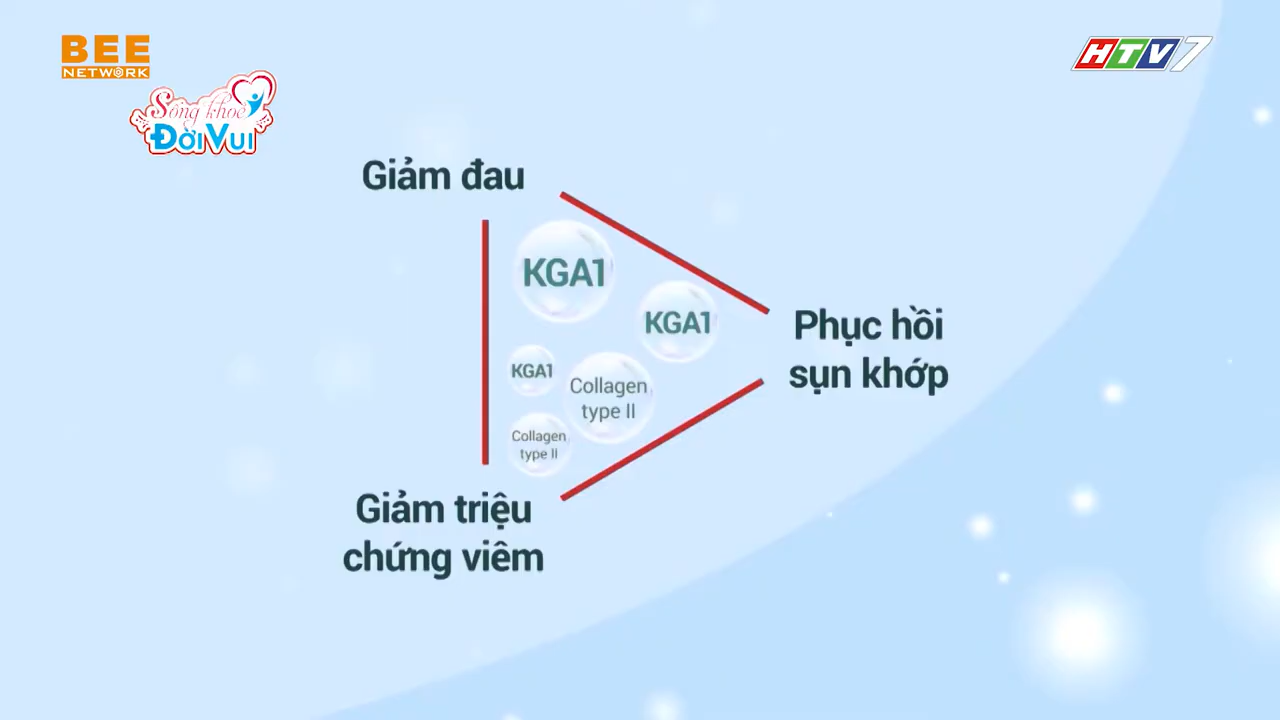 BEE
NETWORK
HTV7
Sống khoẻ
ĐỜI VUI
Giảm đau
KGA1
KGA1
Phục hồi
sụn khớp
KGA1
Collagen
type II
Collagen
type II
Giảm triệu
chứng viêm